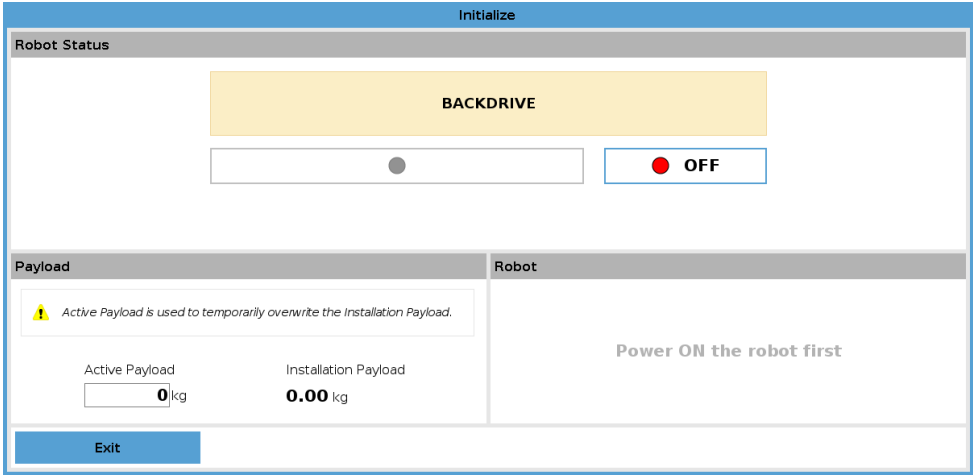 Initialize
Robot Status
BACKDRIVE
OFF
Payload
Active Payload is used to temporarily overwrite the Installation Payload.
Active Payload
Installation Payload
0 kg
0.00 kg
Robot
Power ON the robot first
Exit